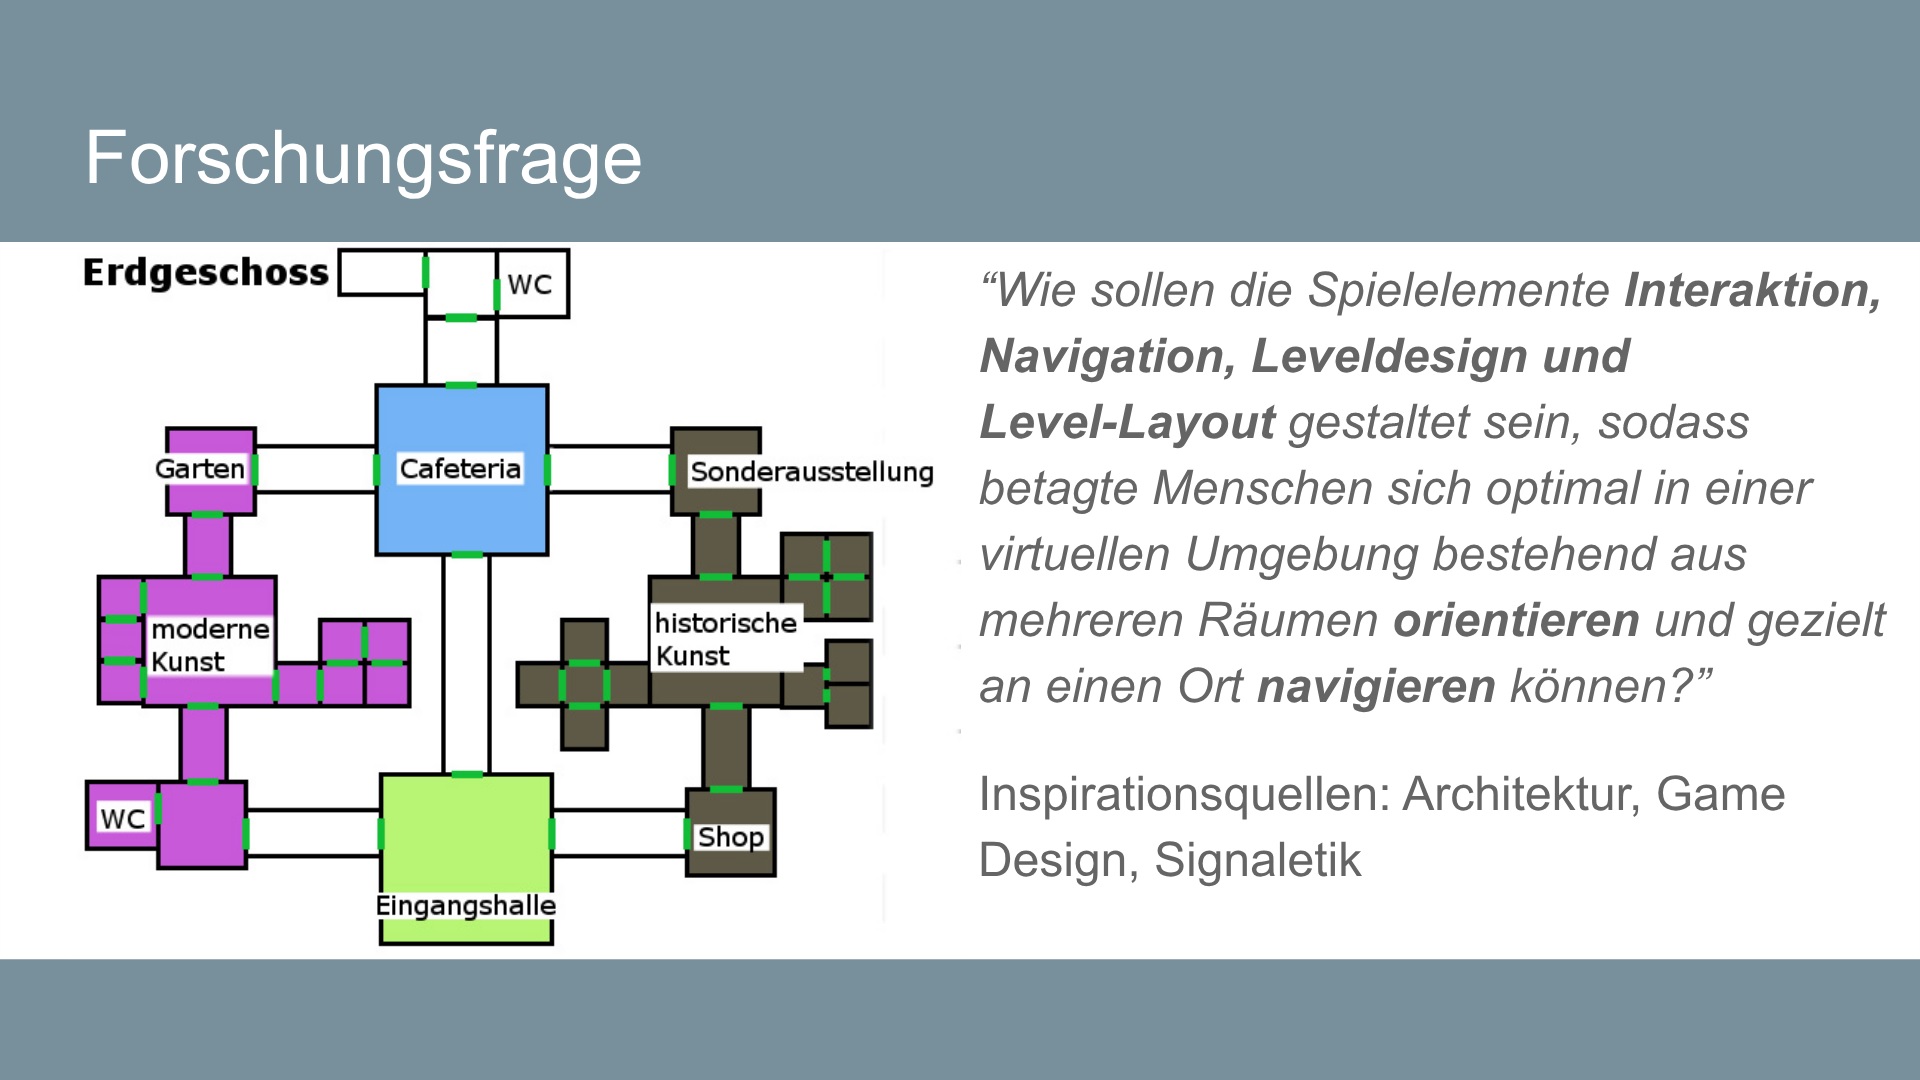 Forschungsfrage
Erdgeschoss
WC
Garten
Cafeteria
Sonderausstellung
moderne
Kunst
historische
Kunst
WC
Shop
Eingangshalle
“Wie sollen die Spielelemente Interaktion,
Navigation, Leveldesign und
Level-Layout gestaltet sein, sodass
betagte Menschen sich optimal in einer
virtuellen Umgebung bestehend aus
mehreren Räumen orientieren und gezielt
an einen Ort navigieren können?”
Inspirationsquellen: Architektur, Game
Design, Signaletik